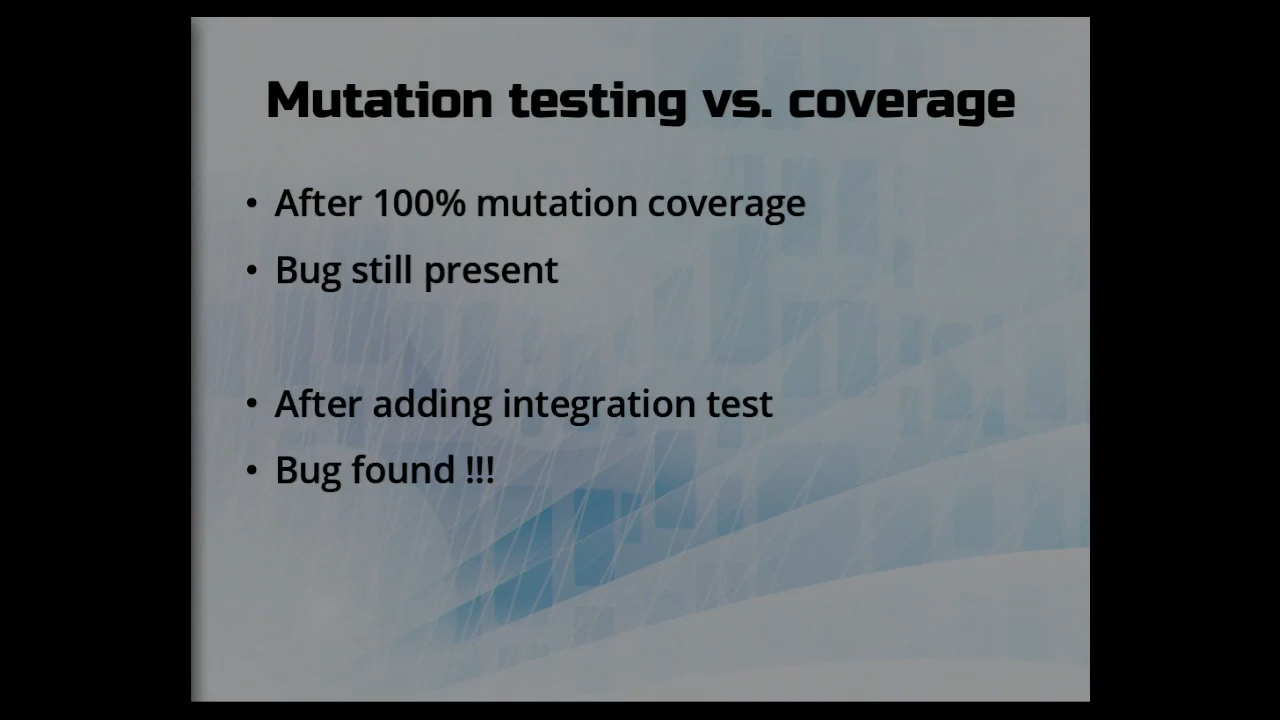 Mutation testing vs. coverage
• After 100% mutation coverage
• Bug still present
• After adding integration test
• Bug found !!!